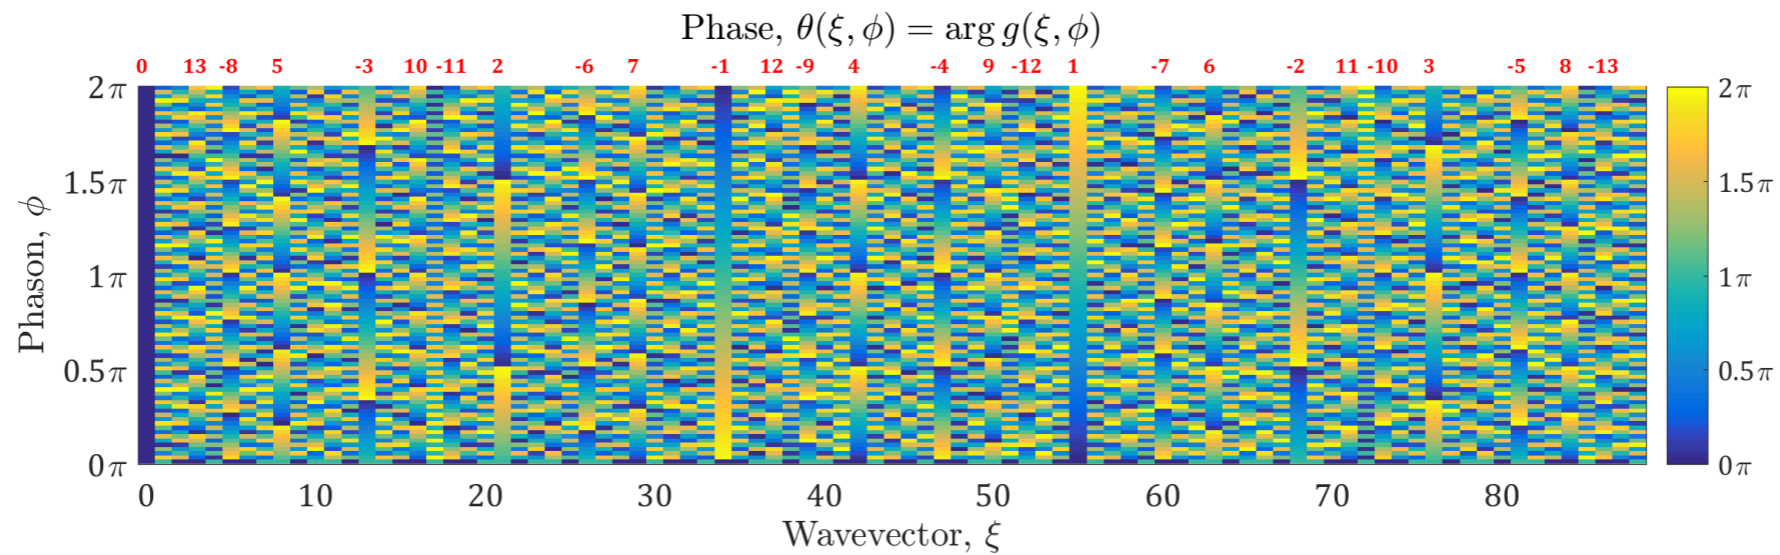 Phase, θ(ξ, ϕ) = arg g(ξ, ϕ)
0 13 -8 5 -3 10 -11 2 -6 7 -1 12 -9 4 -4 9 -12 1 -7 6 -2 11 -10 3 -5 8 -13
2π
1.5π
1π
0.5π
0π
Phason, ϕ
0 10 20 30 40 50 60 70 80
Wavevector, ξ
2π
1.5π
1π
0.5π
0π